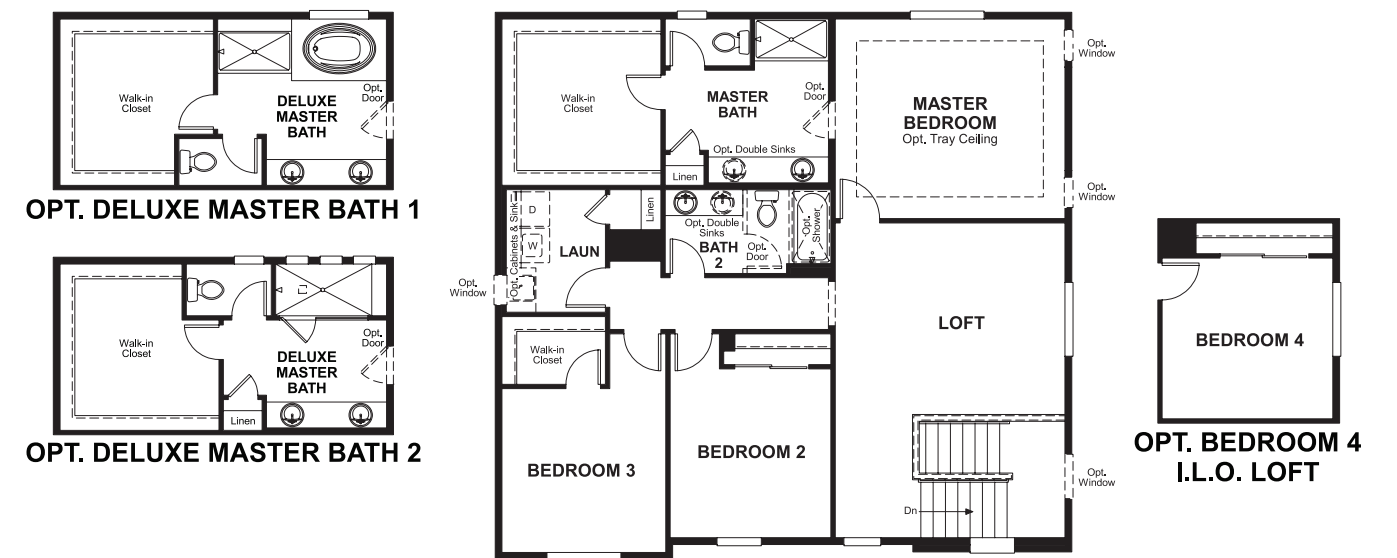 Walk-in
Closet
DELUXE
MASTER
BATH
Opt.
Door
OPT. DELUXE MASTER BATH 1
Walk-in
Closet
DELUXE
MASTER
BATH
Opt.
Door
Linen
OPT. DELUXE MASTER BATH 2
Walk-in
Closet
MASTER
BATH
Opt.
Door
Opt. Double Sinks
Linen
MASTER
BEDROOM
Opt. Tray Ceiling
Opt.
Window
Opt.
Window
Opt. Cabinets & Sink
D
W
LAUN
Linen
Opt. Double
Sinks
BATH
2
Opt.
Door
Opt.
Shower
Opt.
Window
LOFT
Walk-in
Closet
BEDROOM 3
BEDROOM 2
Dn
Opt.
Window
BEDROOM 4
OPT. BEDROOM 4
I.L.O. LOFT